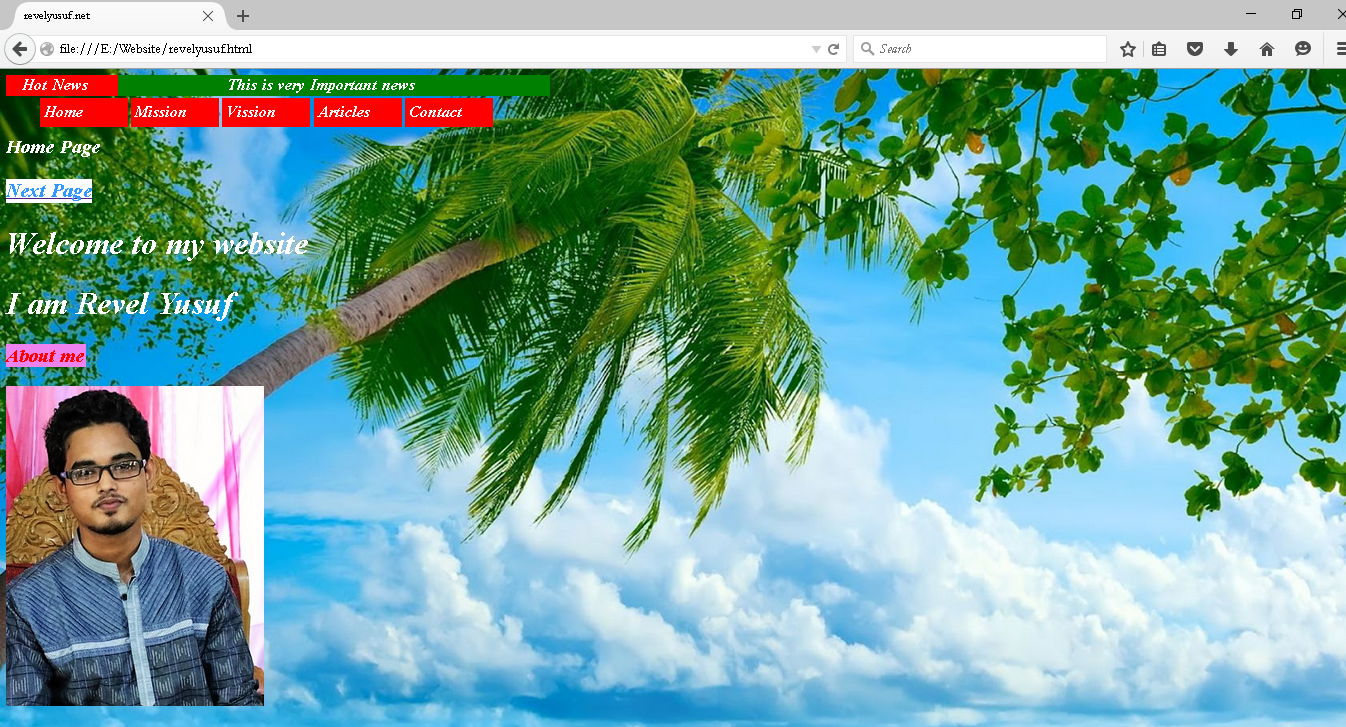 revelyusuf.net
file:///E:/Website/revelyusuf.html
Search
Hot News This is very Important news
Home Mission Vission Articles Contact
Home Page
Next Page
Welcome to my website
I am Revel Yusuf
About me